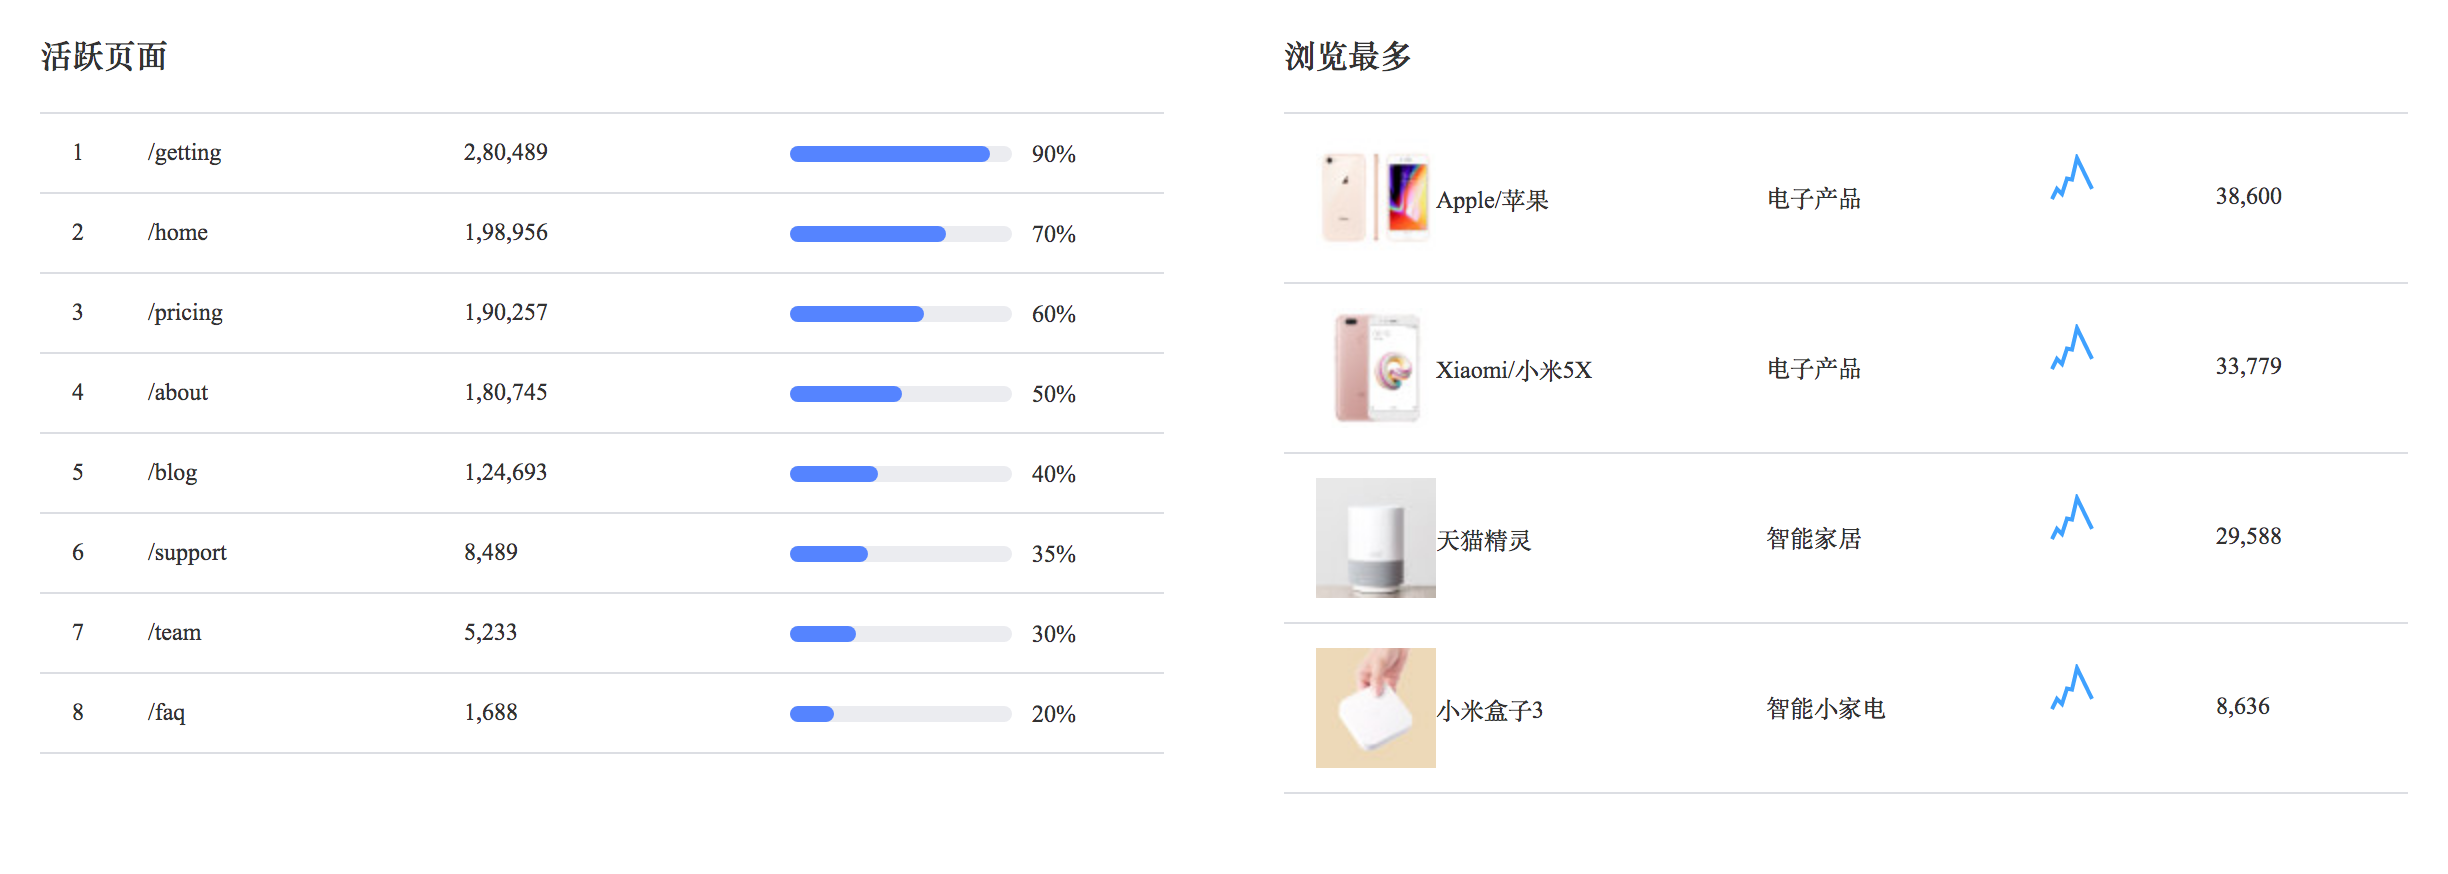 活跃页面
1 /getting 2,80,489 90%
2 /home 1,98,956 70%
3 /pricing 1,90,257 60%
4 /about 1,80,745 50%
5 /blog 1,24,693 40%
6 /support 8,489 35%
7 /team 5,233 30%
8 /faq 1,688 20%
浏览最多
Apple/苹果 电子产品 38,600
Xiaomi/小米5X 电子产品 33,779
天猫精灵 智能家居 29,588
小米盒子3 智能小家电 8,636